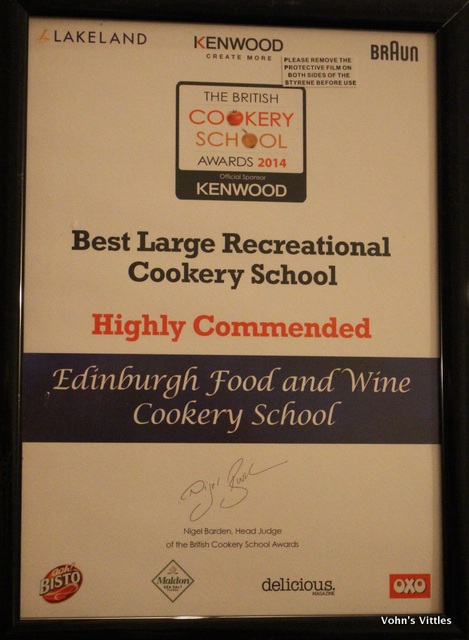 LAKELAND
KENWOOD
CREATE MORE
BRAUN
PLEASE REMOVE THE
PROTECTIVE FILM ON
BOTH SIDES OF THE
STYRENE BEFORE USE
THE BRITISH
COOKERY
SCHOOL
AWARDS 2014
Official Sponsor
KENWOOD
Best Large Recreational
Cookery School
Highly Commended
Edinburgh Food and Wine
Cookery School
Nigel Barden, Head Judge
of the British Cookery School Awards
Aah!
BISTO
Maldon
SEA SALT
delicious.
MAGAZINE
OXO
Vohn's Vittles